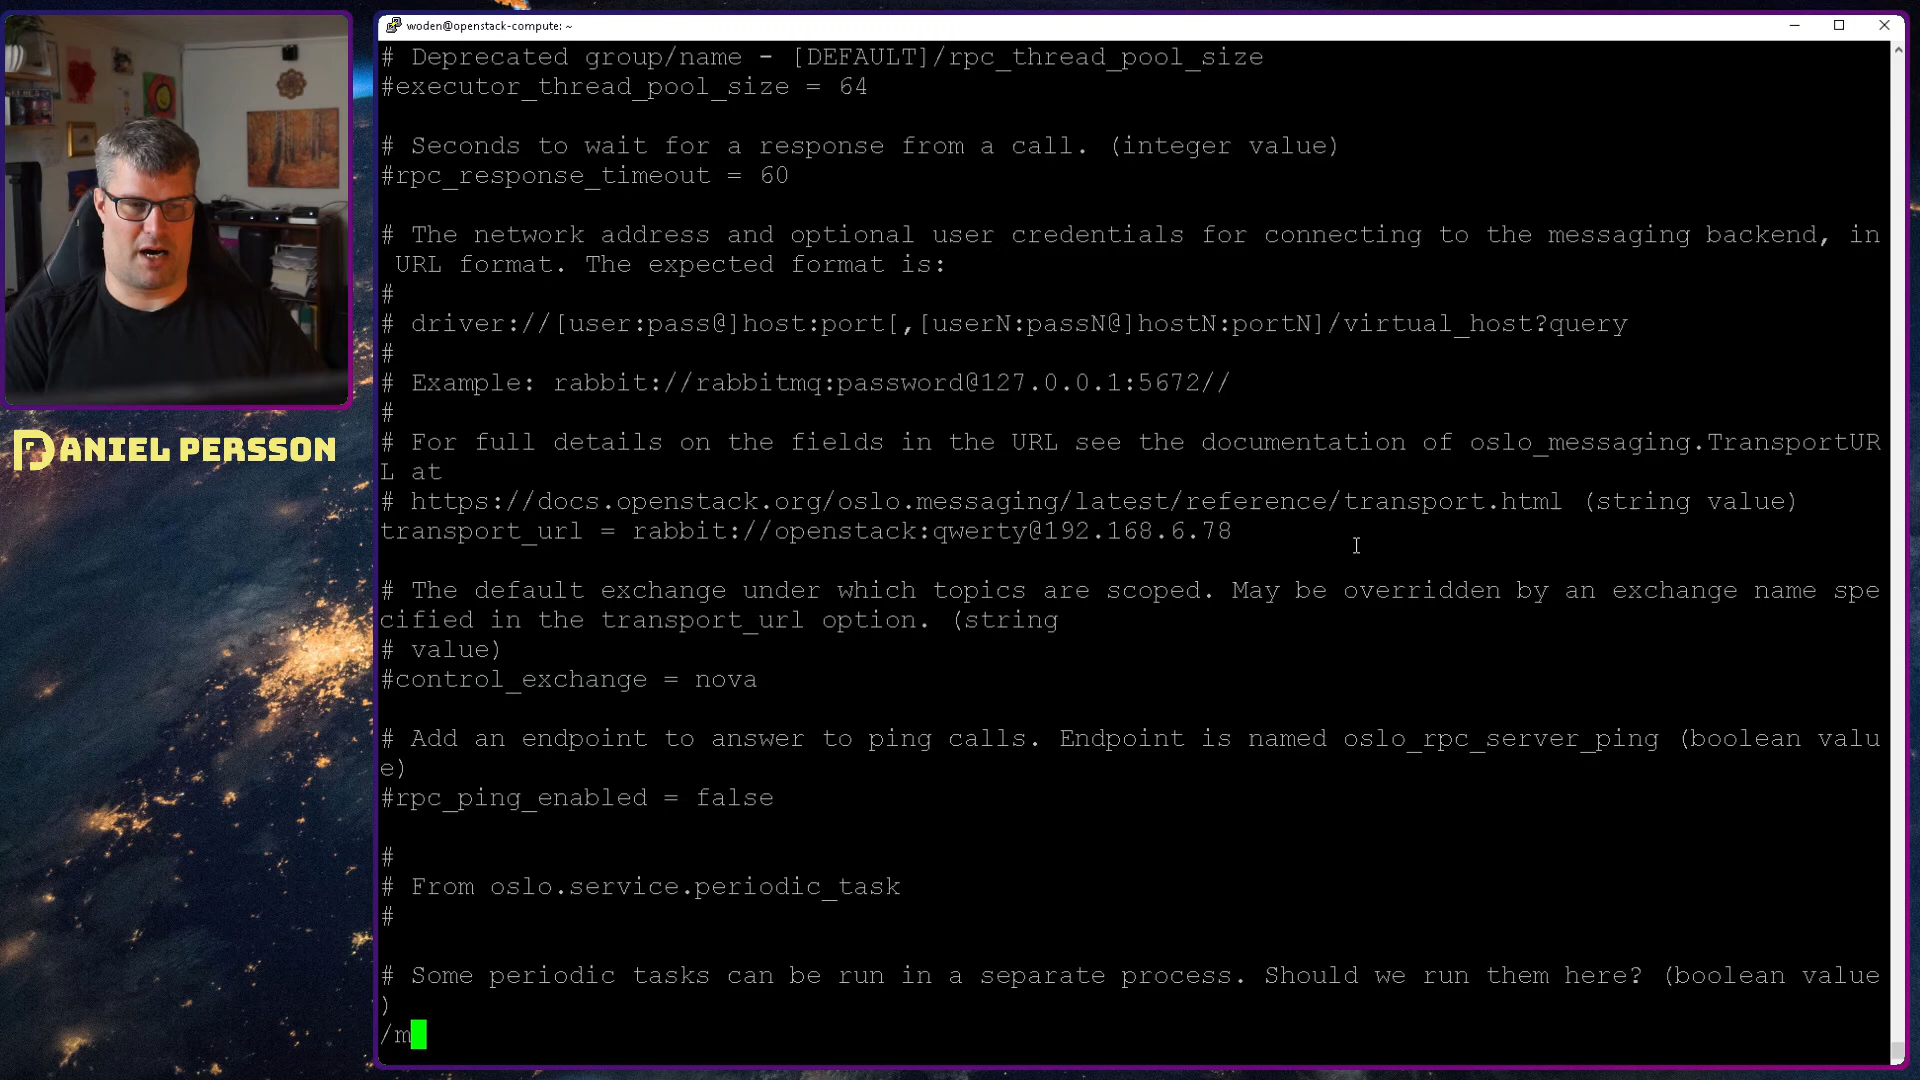 woden@openstack-compute: ~
# Deprecated group/name - [DEFAULT]/rpc_thread_pool_size
#executor_thread_pool_size = 64
# Seconds to wait for a response from a call. (integer value)
#rpc_response_timeout = 60
# The network address and optional user credentials for connecting to the messaging backend, in
URL format. The expected format is:
#
# driver://[user:pass@]host:port[,[userN:passN@]hostN:portN]/virtual_host?query
#
# Example: rabbit://rabbitmq:password@127.0.0.1:5672//
#
# For full details on the fields in the URL see the documentation of oslo_messaging.TransportUR
L at
# https://docs.openstack.org/oslo.messaging/latest/reference/transport.html (string value)
transport_url = rabbit://openstack:qwerty@192.168.6.78
# The default exchange under which topics are scoped. May be overridden by an exchange name spe
cified in the transport_url option. (string
# value)
#control_exchange = nova
# Add an endpoint to answer to ping calls. Endpoint is named oslo_rpc_server_ping (boolean valu
e)
#rpc_ping_enabled = false
#
# From oslo.service.periodic_task
#
# Some periodic tasks can be run in a separate process. Should we run them here? (boolean value
)
/m
DANIEL PERSSON